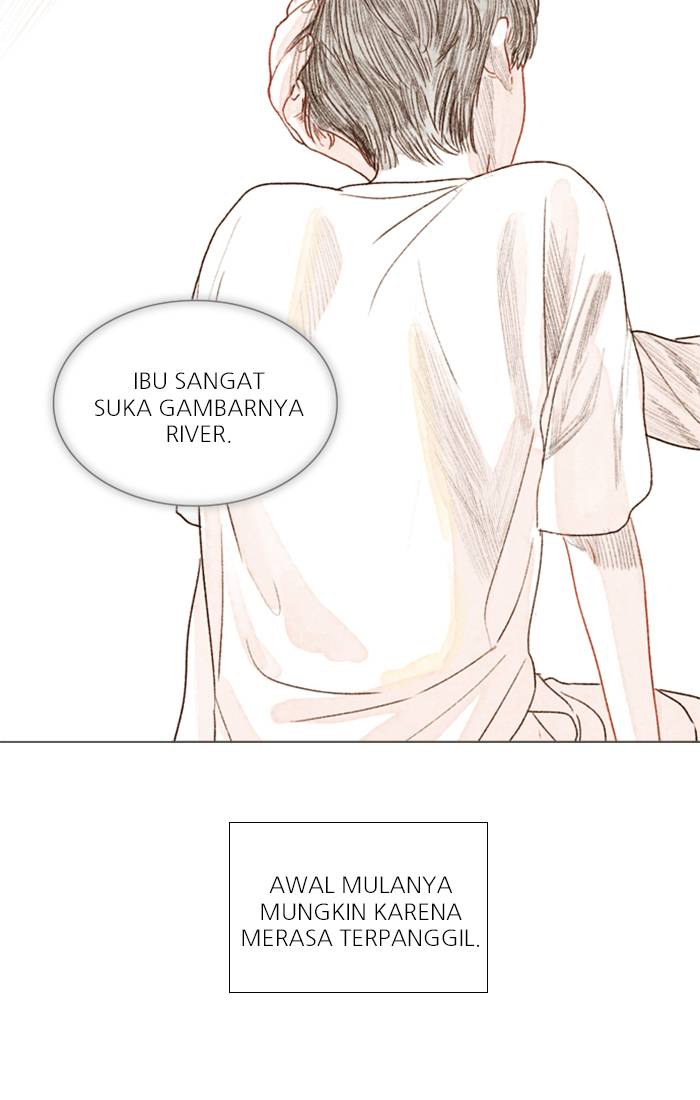 IBU SANGAT
SUKA GAMBARNYA
RIVER.
AWAL MULANYA
MUNGKIN KARENA
MERASA TERPANGGIL.